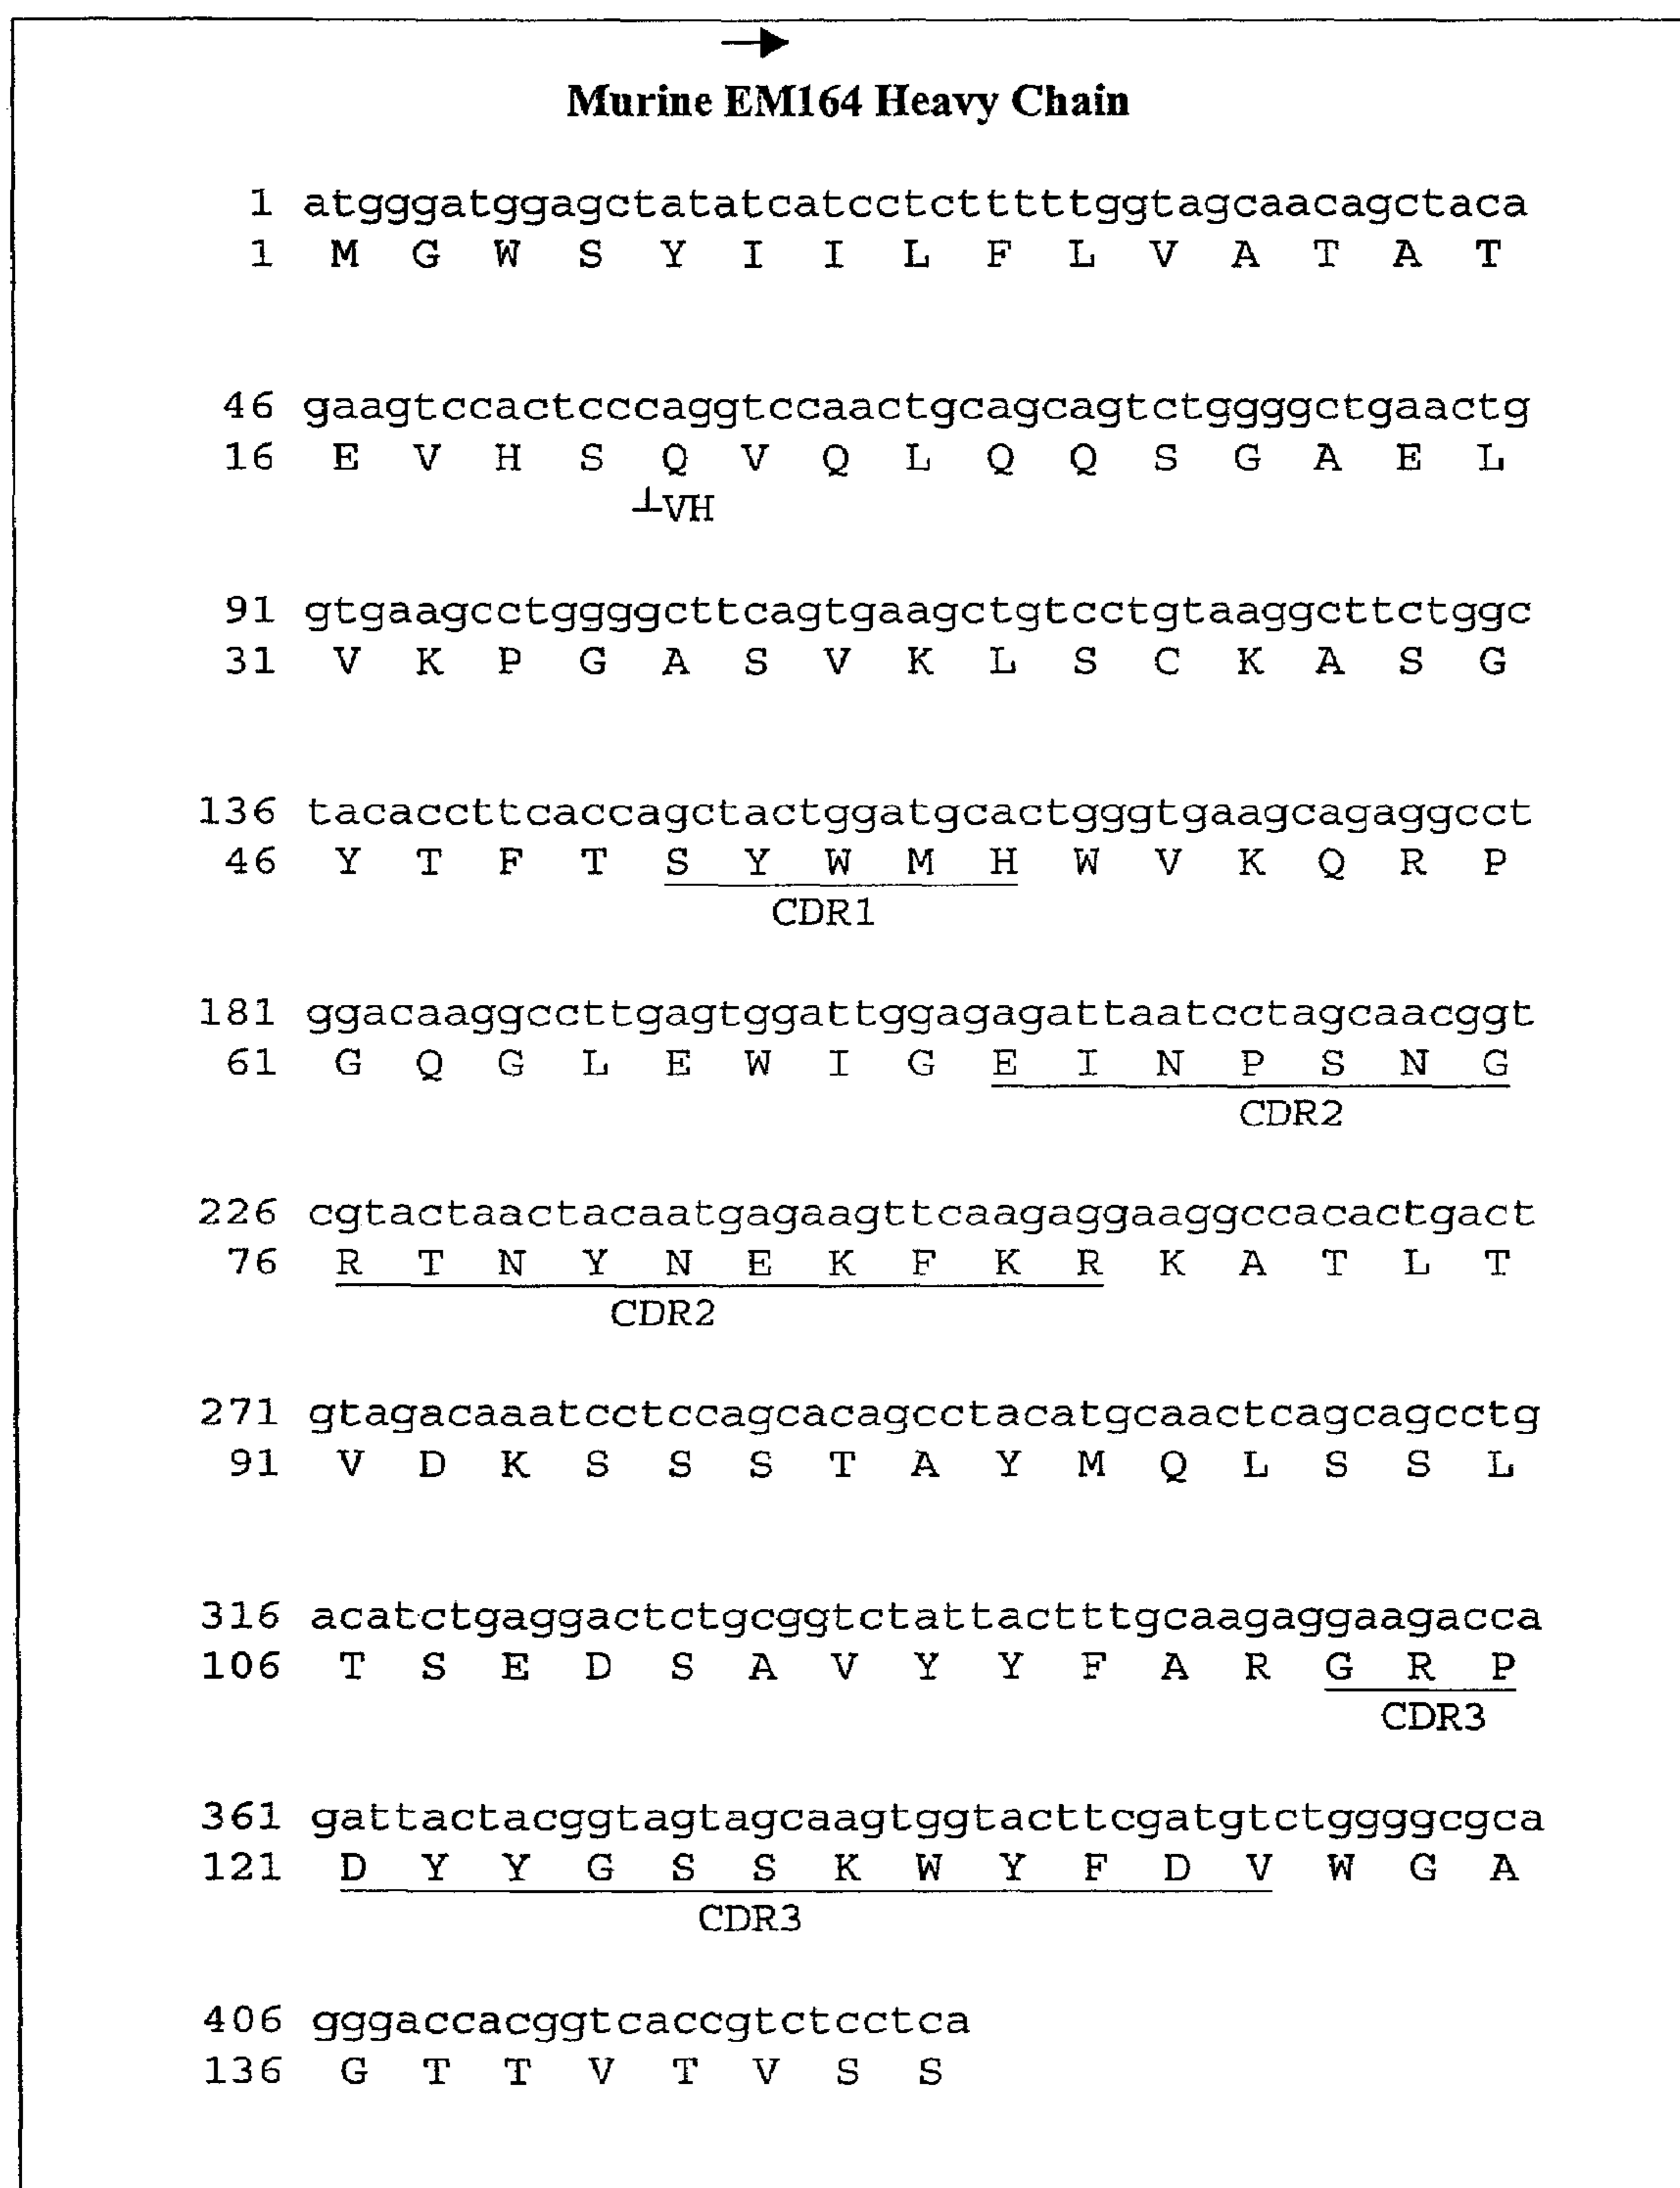 Murine EM164 Heavy Chain
1 atgggatggagctatatcatcctctttttggtagcaacagctaca
1 M G W S Y I I L F L V A T A T
46 gaagtccactcccaggtccaactgcagcagtctggggctgaactg
16 E V H S Q V Q L Q Q S G A E L
VH
91 gtgaagcctggggcttcagtgaagctgtcctgtaaggcttctggc
31 V K P G A S V K L S C K A S G
136 tacaccttcaccagctactggatgcactgggtgaagcagaggcct
46 Y T F T S Y W M H W V K Q R P
CDR1
181 ggacaaggccttgagtggattggagagattaatcctagcaacggt
61 G Q G L E W I G E I N P S N G
CDR2
226 cgtactaactacaatgagaagttcaagaggaaggccacactgact
76 R T N Y N E K F K R K A T L T
CDR2
271 gtagacaaatcctccagcacagcctacatgcaactcagcagcctg
91 V D K S S S T A Y M Q L S S L
316 acatctgaggactctgcggtctattactttgcaagaggaagacca
106 T S E D S A V Y Y F A R G R P
CDR3
361 gattactacggtagtagcaagtggtacttcgatgtctggggcgca
121 D Y Y G S S K W Y F D V W G A
CDR3
406 gggaccacggtcaccgtctcctca
136 G T T V T V S S